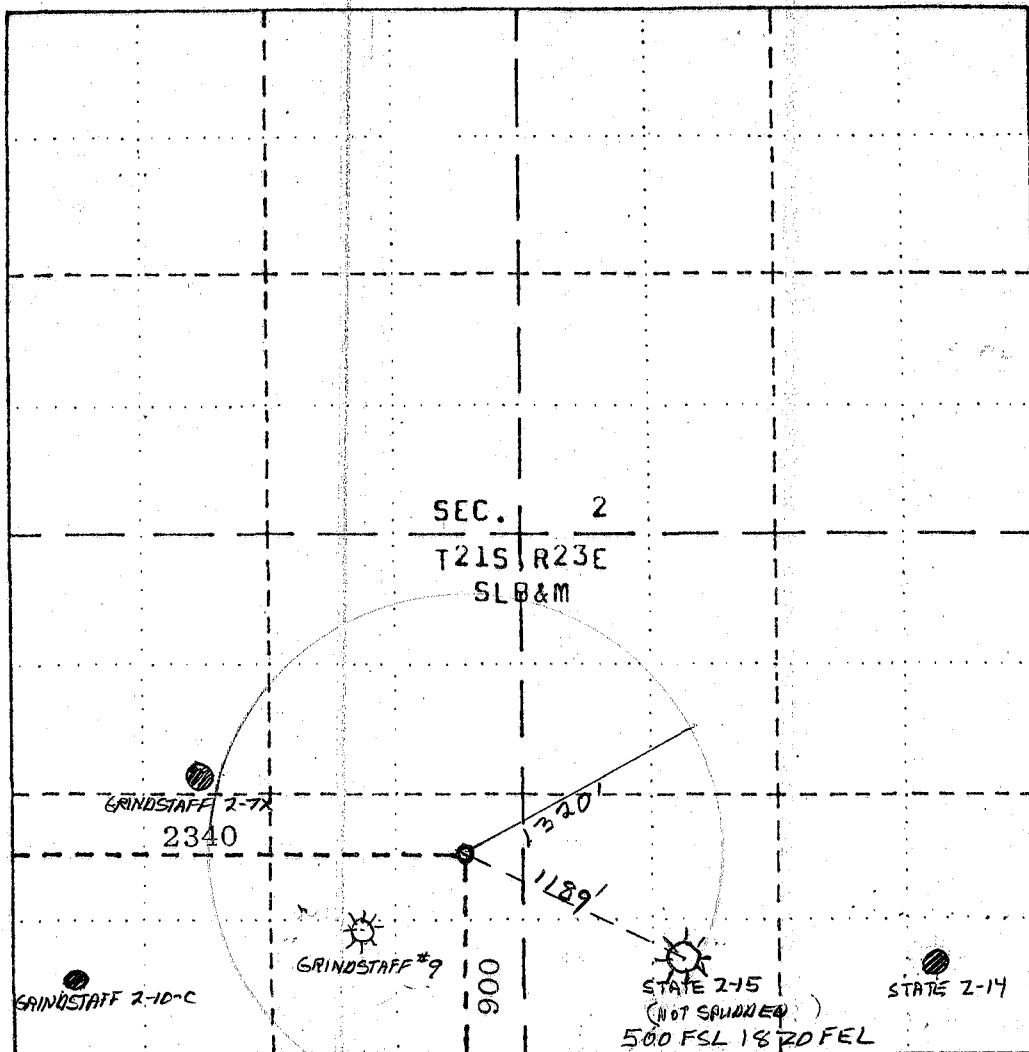 SEC. 2
T21S R23E
SLB&M
GRINDSTAFF 2-7X
2340
1320'
1189'
GRINDSTAFF #9
900
GRINDSTAFF 2-10-C
STATE 2-15
(NOT SPUDDED)
500 FSL 1820 FEL
STATE 2-14